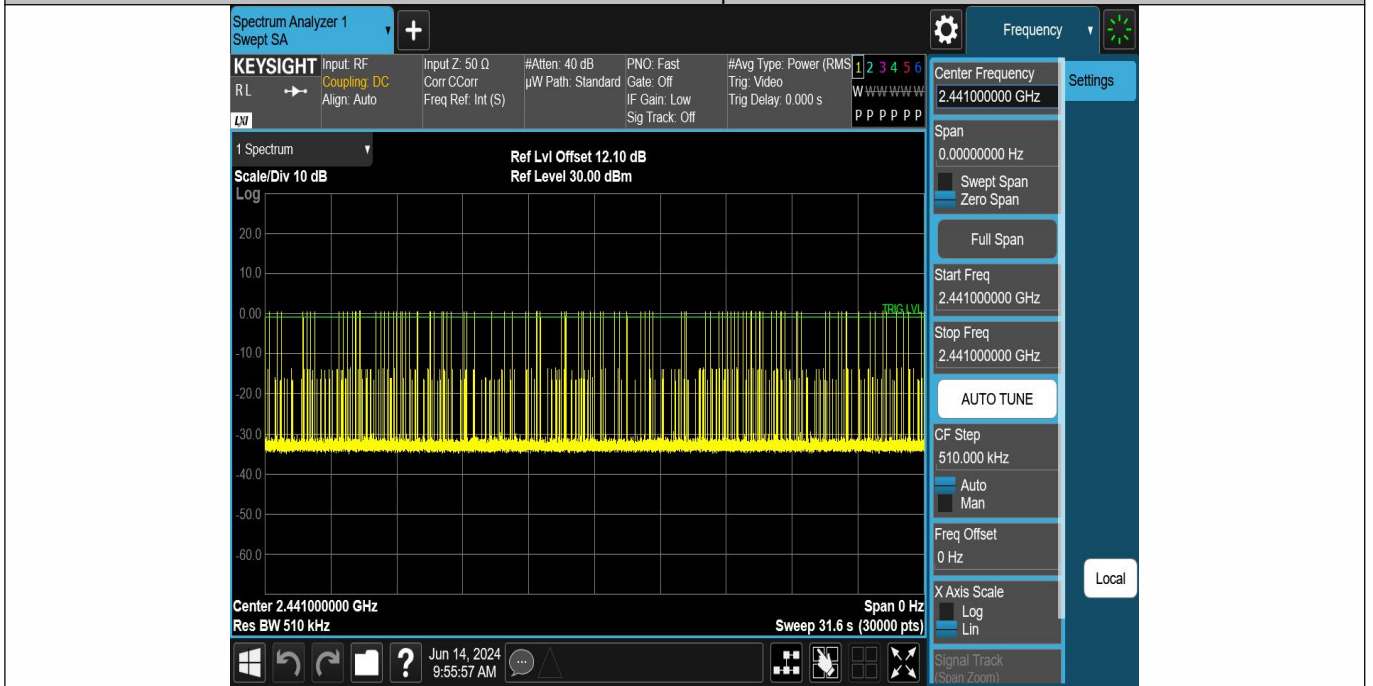 Spectrum Analyzer 1
Swept SA
+
Frequency
KEYSIGHT
RL
LXI
Input: RF
Coupling: DC
Align: Auto
Input Z: 50 Ω
Corr CCorr
Freq Ref: Int (S)
#Atten: 40 dB
µW Path: Standard
PNO: Fast
Gate: Off
IF Gain: Low
Sig Track: Off
#Avg Type: Power (RMS
Trig: Video
Trig Delay: 0.000 s
1 2 3 4 5 6
W W W W W W
P P P P P P
Center Frequency
2.441000000 GHz
Settings
Span
0.00000000 Hz
Swept Span
Zero Span
Full Span
Start Freq
2.441000000 GHz
Stop Freq
2.441000000 GHz
AUTO TUNE
CF Step
510.000 kHz
Auto
Man
Freq Offset
0 Hz
X Axis Scale
Log
Lin
Signal Track
(Span Zoom)
Local
1 Spectrum
Scale/Div 10 dB
Ref Lvl Offset 12.10 dB
Ref Level 30.00 dBm
Log
20.0
10.0
0.00
TRIG LVL
-10.0
-20.0
-30.0
-40.0
-50.0
-60.0
Center 2.441000000 GHz
Span 0 Hz
Res BW 510 kHz
Sweep 31.6 s (30000 pts)
?
Jun 14, 2024
9:55:57 AM